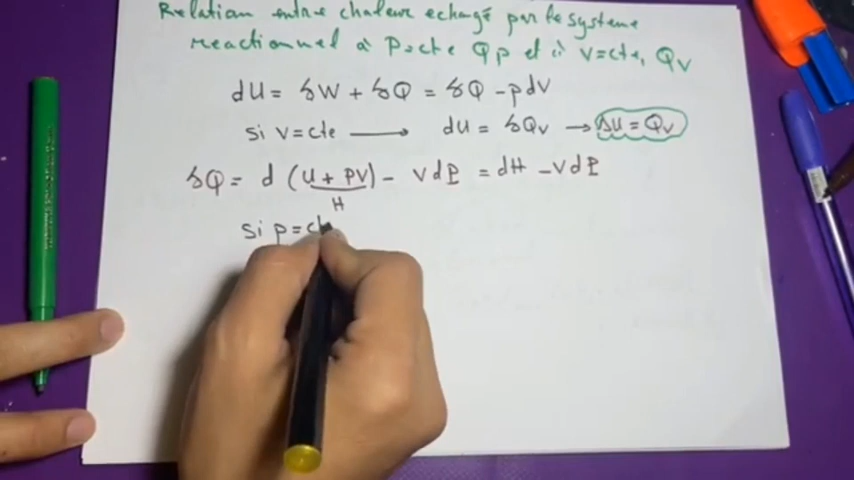 Relation entre chaleur echangé par le systeme
reactionnel à P=cte Qp et à V=cte, Qv
dU = δW + δQ = δQ - pdV
si V=cte → dU = δQv → ΔU = Qv
δQ = d (U + PV) - VdP = dH - VdP
H
si p=ct